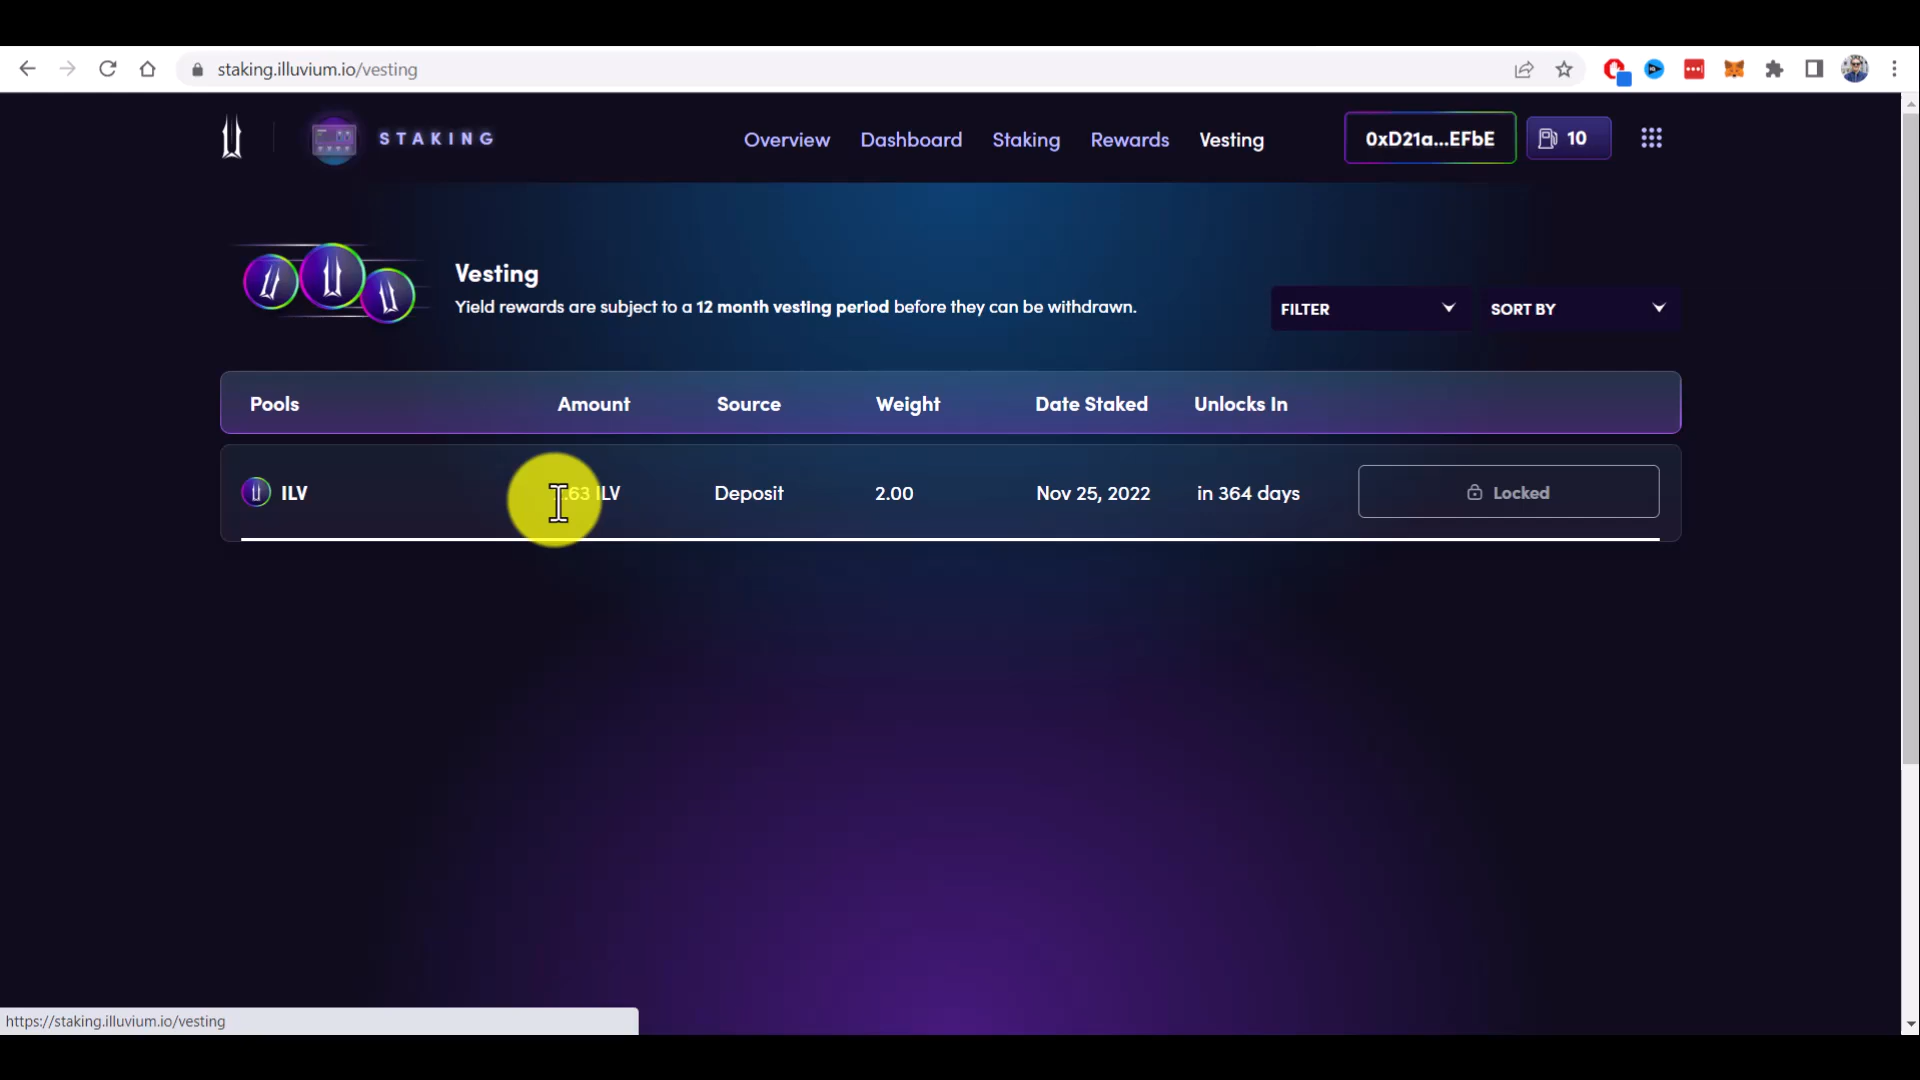 staking.illuvium.io/vesting
STAKING
Overview Dashboard Staking Rewards Vesting
0xD21a...EFbE
10
Vesting
Yield rewards are subject to a 12 month vesting period before they can be withdrawn.
FILTER
SORT BY
Pools Amount Source Weight Date Staked Unlocks In
ILV .63 ILV Deposit 2.00 Nov 25, 2022 in 364 days Locked
https://staking.illuvium.io/vesting